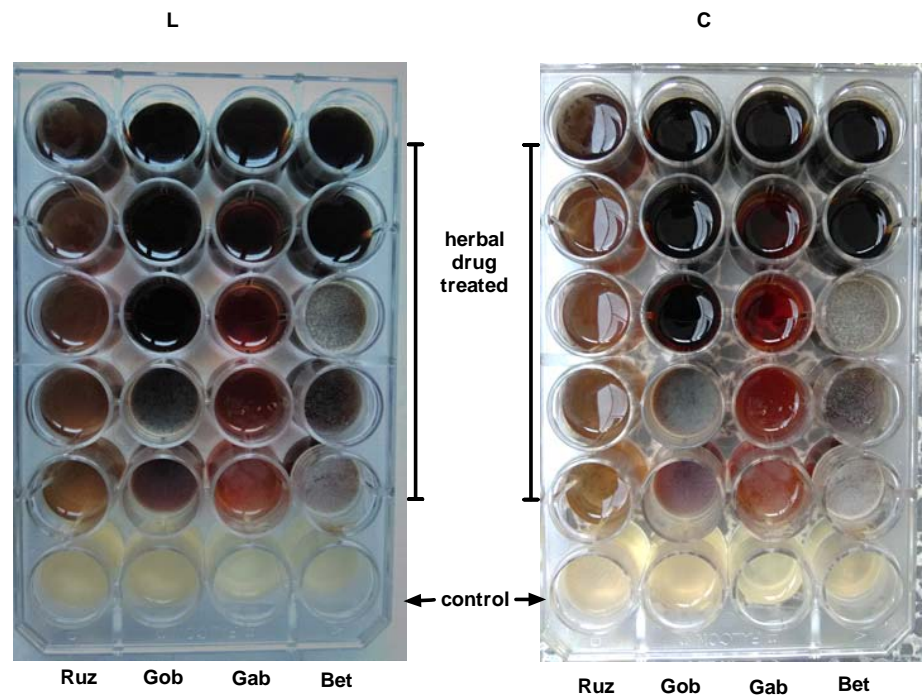 L
C
herbal
drug
treated
control
Ruz
Gob
Gab
Bet
Ruz
Gob
Gab
Bet